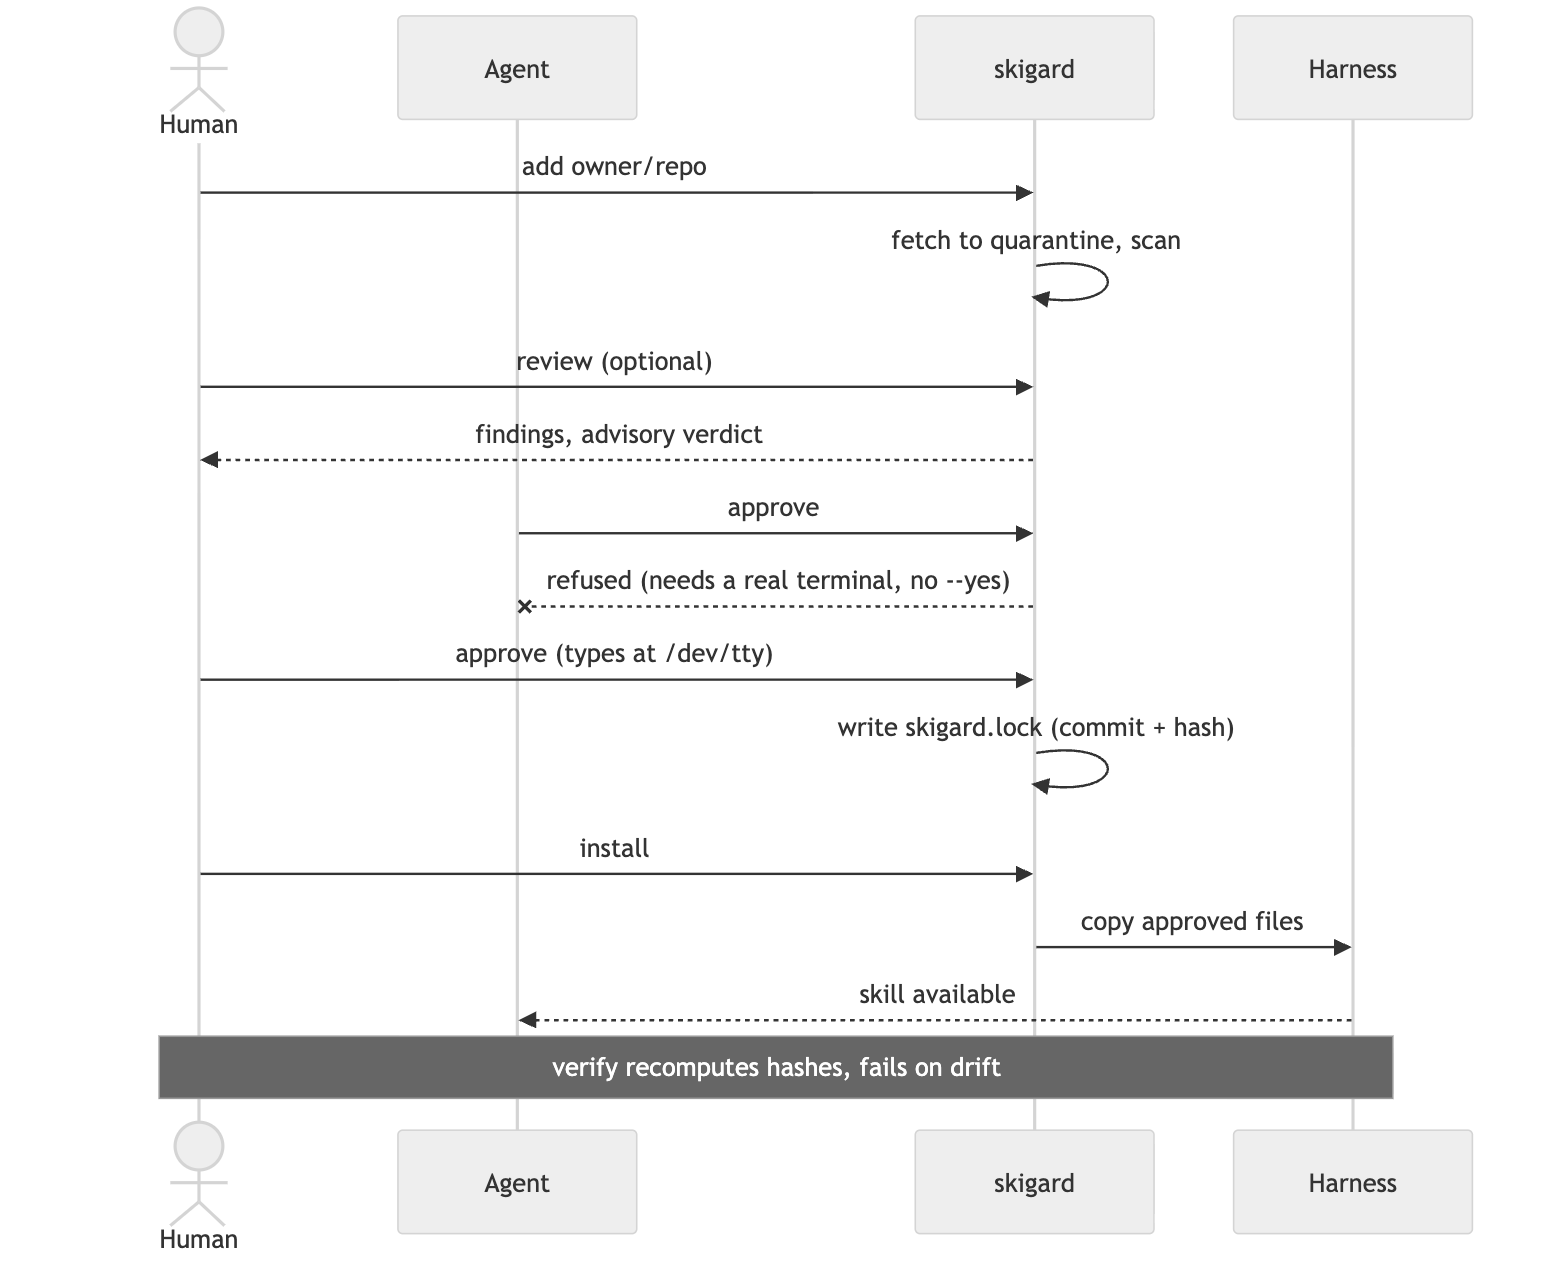 Human
Agent
skigard
Harness
add owner/repo
fetch to quarantine, scan
review (optional)
findings, advisory verdict
approve
refused (needs a real terminal, no --yes)
approve (types at /dev/tty)
write skigard.lock (commit + hash)
install
copy approved files
skill available
verify recomputes hashes, fails on drift
Human
Agent
skigard
Harness